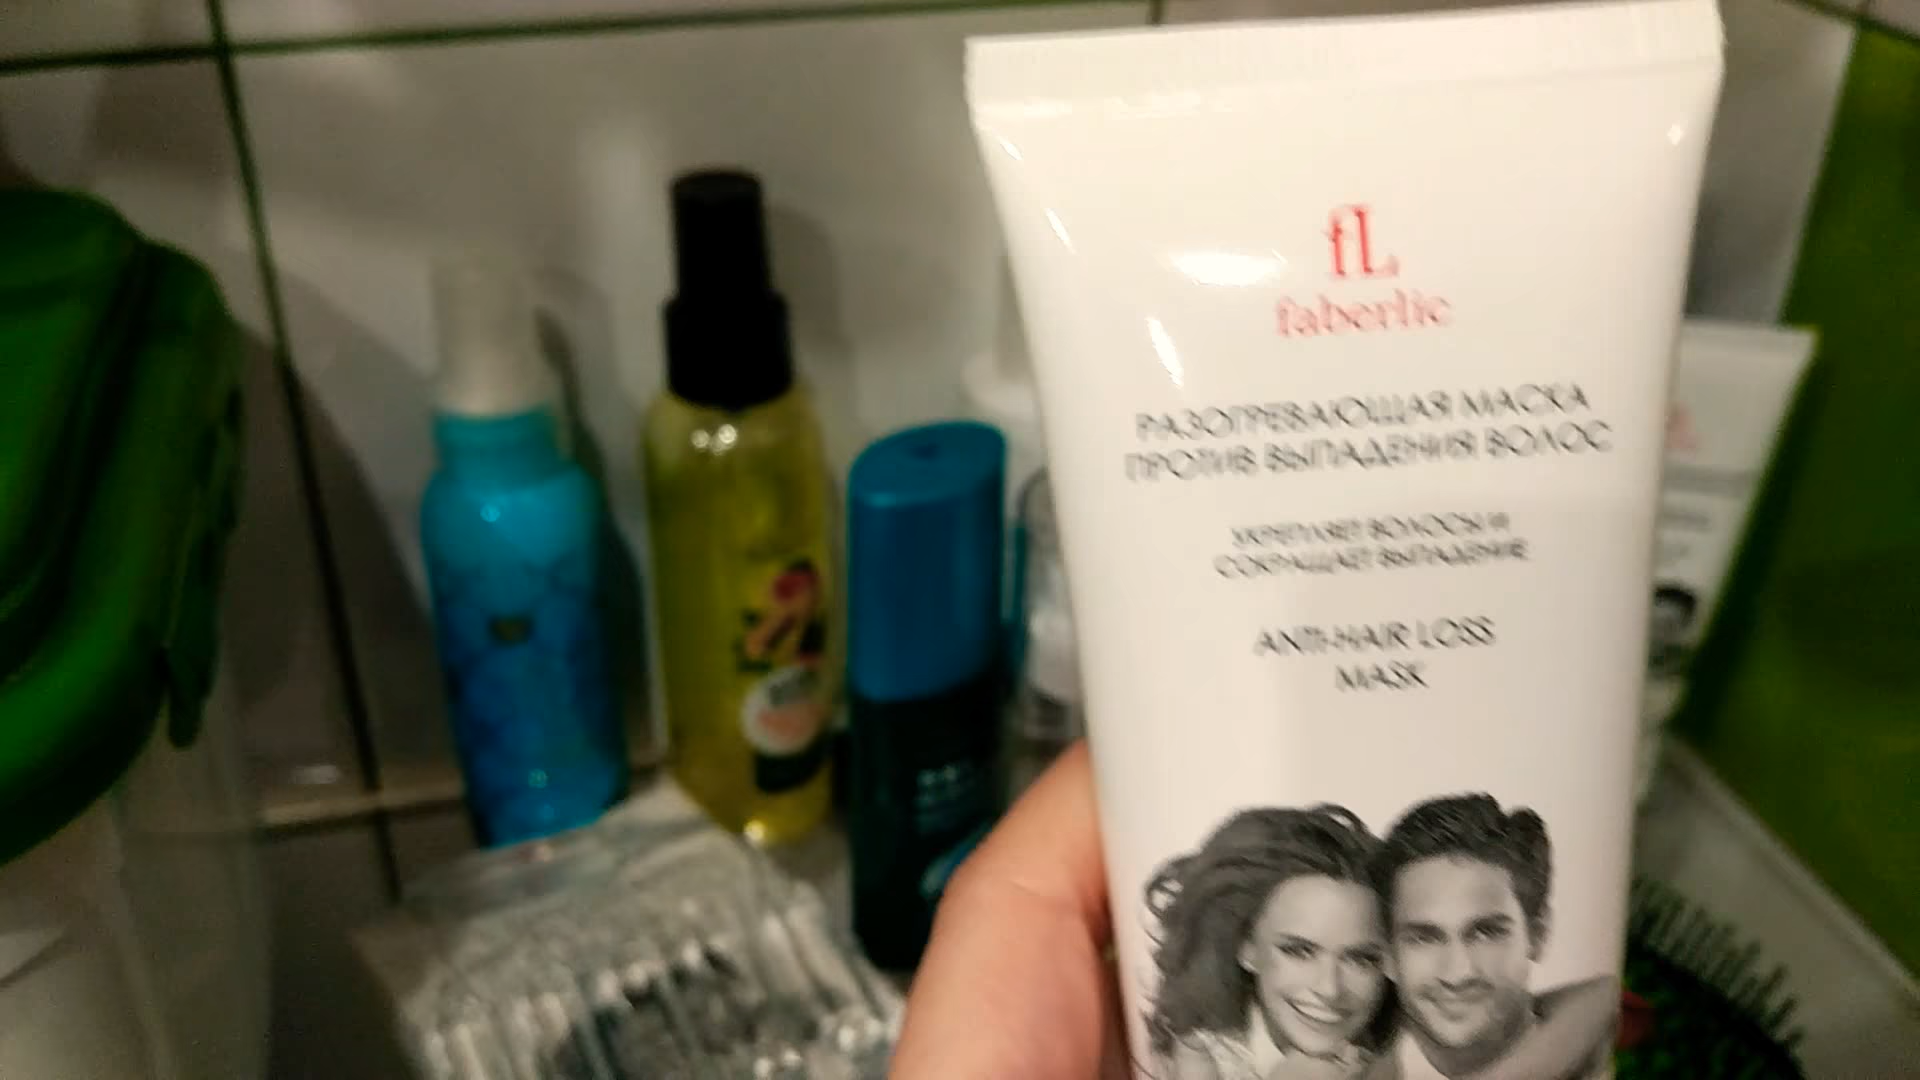 fL
faberlic
РАЗОГРЕВАЮЩАЯ МАСКА
ПРОТИВ ВЫПАДЕНИЯ ВОЛОС
УКРЕПЛЯЕТ ВОЛОСЫ И
СОКРАЩАЕТ ВЫПАДЕНИЕ
ANTI-HAIR LOSS
MASK